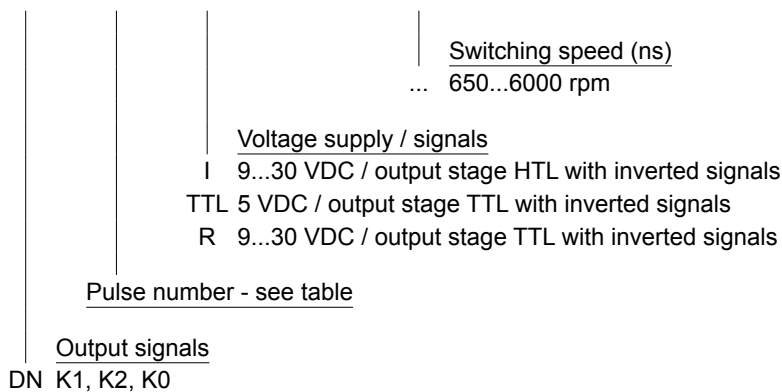 Switching speed (ns)
... 650...6000 rpm
Voltage supply / signals
I 9...30 VDC / output stage HTL with inverted signals
TTL 5 VDC / output stage TTL with inverted signals
R 9...30 VDC / output stage TTL with inverted signals
Pulse number - see table
Output signals
DN K1, K2, K0